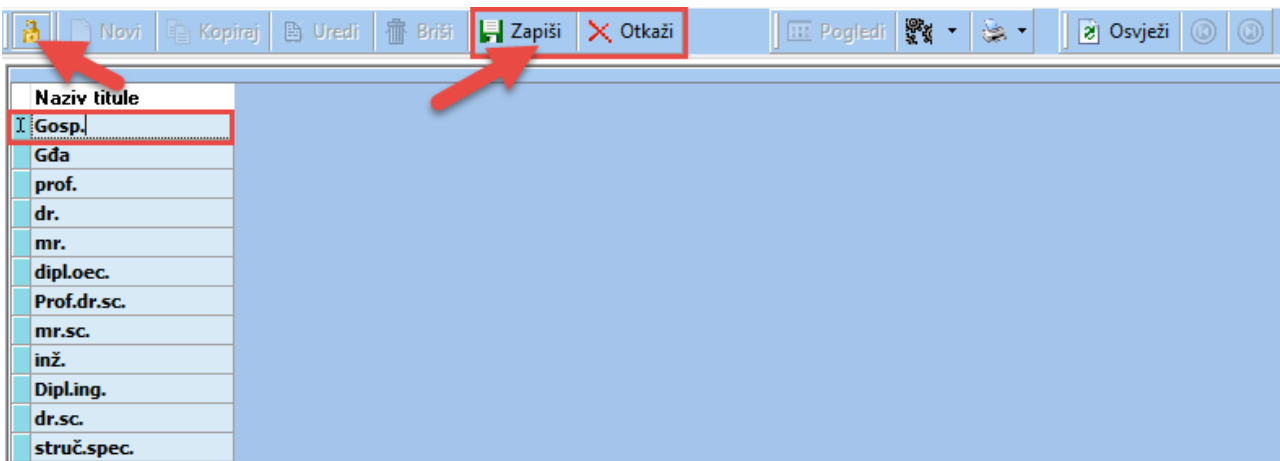 Novi Kopiraj Uredi Briši Zapiši Otkaži Pogledi Osvježi
Naziv titule
Gosp.
Gđa
prof.
dr.
mr.
dipl.oec.
Prof.dr.sc.
mr.sc.
inž.
Dipl.ing.
dr.sc.
struč.spec.